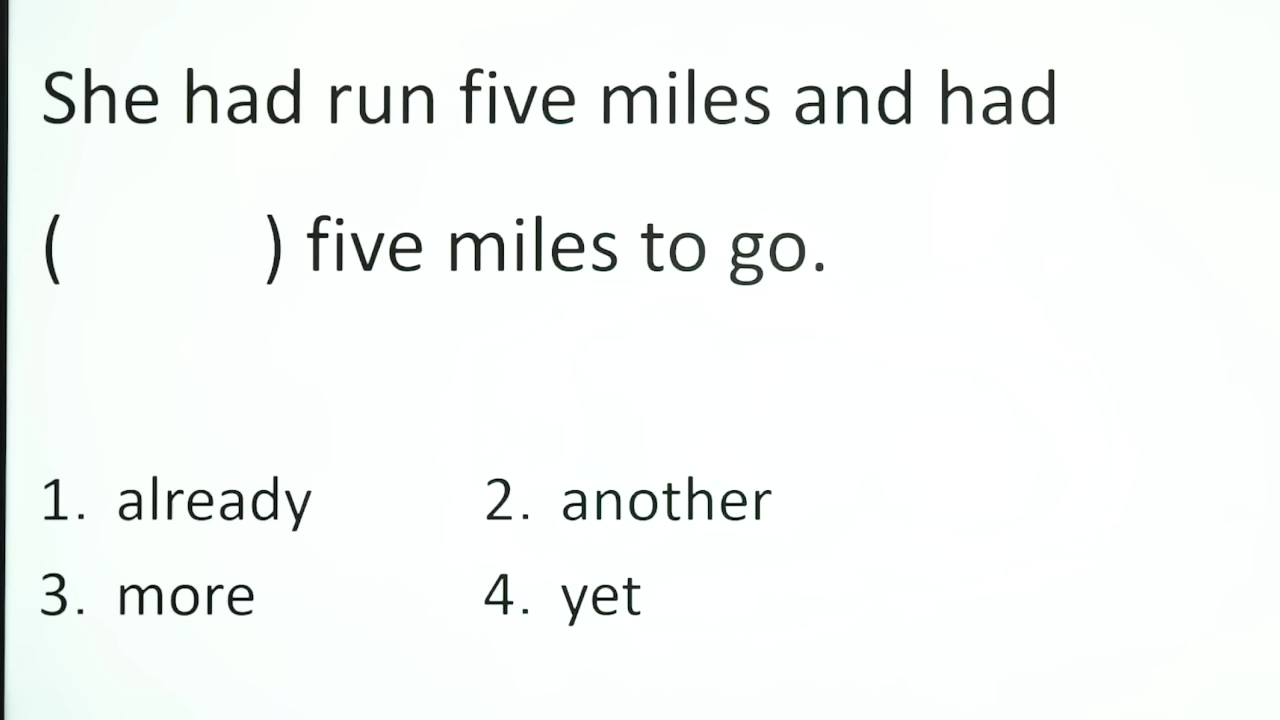 She had run five miles and had
(          ) five miles to go.
1. already 2. another
3. more 4. yet